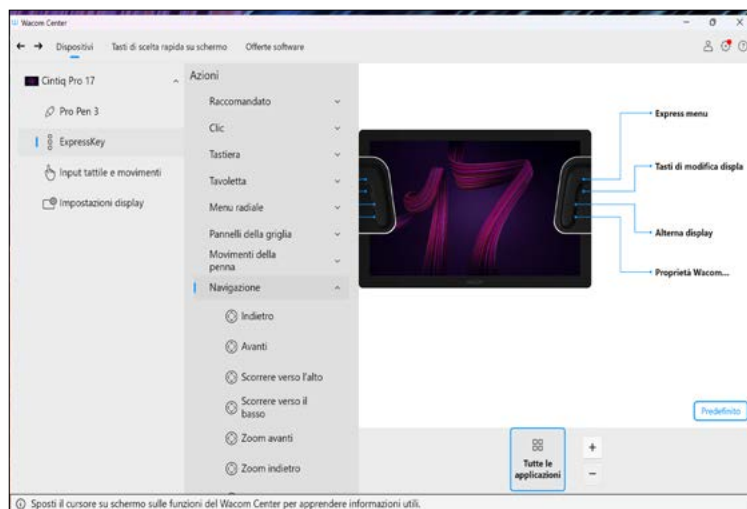 Wacom Center
Dispositivi
Tasti di scelta rapida su schermo
Offerte software
Cintiq Pro 17
Pro Pen 3
ExpressKey
Input tattile e movimenti
Impostazioni display
Azioni
Raccomandato
Clic
Tastiera
Tavoletta
Menu radiale
Pannelli della griglia
Movimenti della
penna
Navigazione
Indietro
Avanti
Scorrere verso l'alto
Scorrere verso il
basso
Zoom avanti
Zoom indietro
17
Express menu
Tasti di modifica displa
Alterna display
Proprietà Wacom...
Predefinito
Tutte le
applicazioni
Sposti il cursore su schermo sulle funzioni del Wacom Center per apprendere informazioni utili.